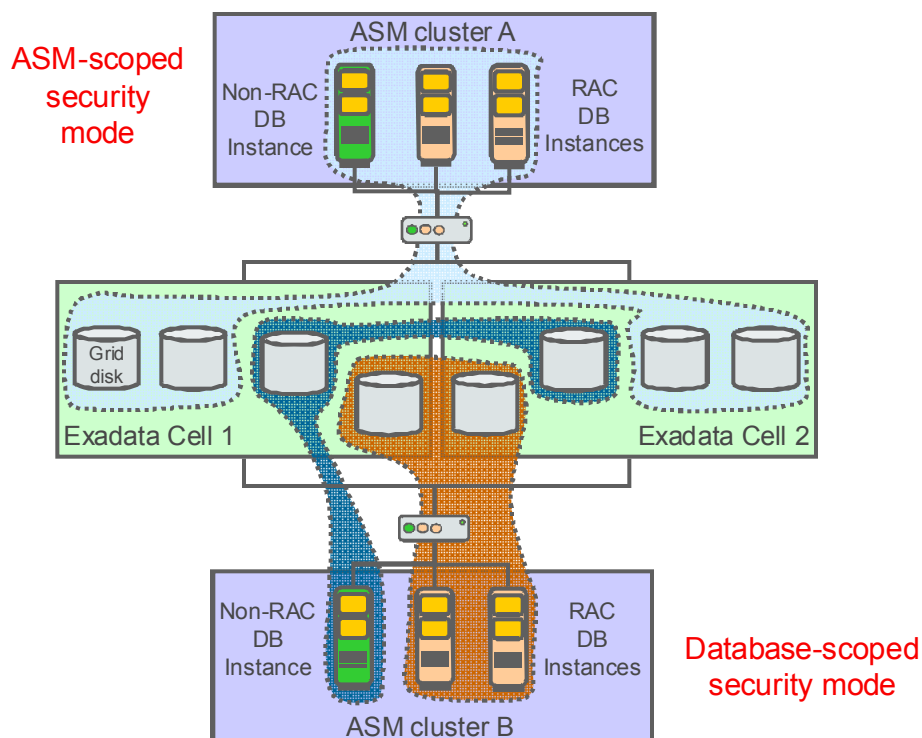 ASM cluster A
ASM-scoped
security
mode
Non-RAC
DB
Instance
RAC
DB
Instances
Grid
disk
Exadata Cell 1
Exadata Cell 2
Non-RAC
DB
Instance
RAC
DB
Instances
Database-scoped
security mode
ASM cluster B